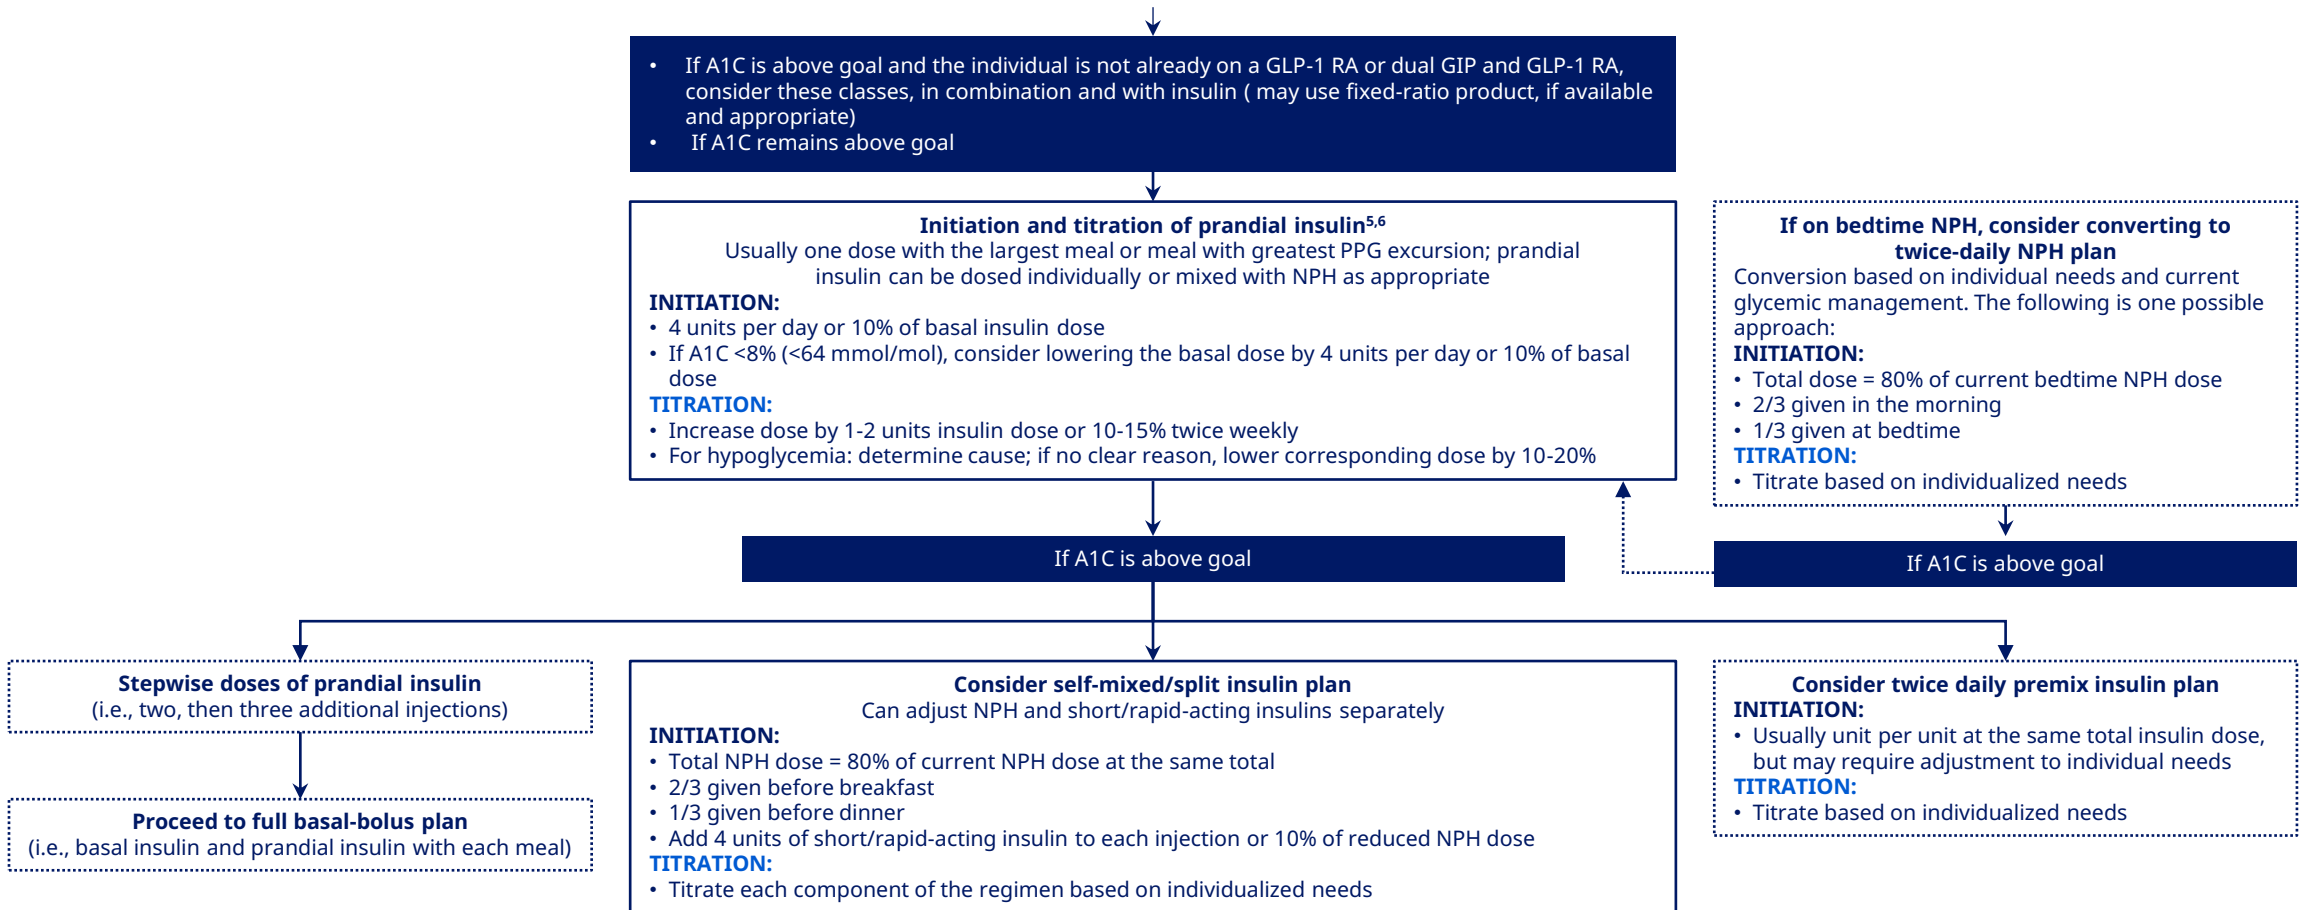 • If A1C is above goal and the individual is not already on a GLP-1 RA or dual GIP and GLP-1 RA,
consider these classes, in combination and with insulin ( may use fixed-ratio product, if available
and appropriate)
• If A1C remains above goal
Initiation and titration of prandial insulin5,6
Usually one dose with the largest meal or meal with greatest PPG excursion; prandial
insulin can be dosed individually or mixed with NPH as appropriate
INITIATION:
• 4 units per day or 10% of basal insulin dose
• If A1C <8% (<64 mmol/mol), consider lowering the basal dose by 4 units per day or 10% of basal
dose
TITRATION:
• Increase dose by 1-2 units insulin dose or 10-15% twice weekly
• For hypoglycemia: determine cause; if no clear reason, lower corresponding dose by 10-20%
If on bedtime NPH, consider converting to
twice-daily NPH plan
Conversion based on individual needs and current
glycemic management. The following is one possible
approach:
INITIATION:
• Total dose = 80% of current bedtime NPH dose
• 2/3 given in the morning
• 1/3 given at bedtime
TITRATION:
• Titrate based on individualized needs
If A1C is above goal
If A1C is above goal
Stepwise doses of prandial insulin
(i.e., two, then three additional injections)
Proceed to full basal-bolus plan
(i.e., basal insulin and prandial insulin with each meal)
Consider self-mixed/split insulin plan
Can adjust NPH and short/rapid-acting insulins separately
INITIATION:
• Total NPH dose = 80% of current NPH dose at the same total
• 2/3 given before breakfast
• 1/3 given before dinner
• Add 4 units of short/rapid-acting insulin to each injection or 10% of reduced NPH dose
TITRATION:
• Titrate each component of the regimen based on individualized needs
Consider twice daily premix insulin plan
INITIATION:
• Usually unit per unit at the same total insulin dose,
but may require adjustment to individual needs
TITRATION:
• Titrate based on individualized needs